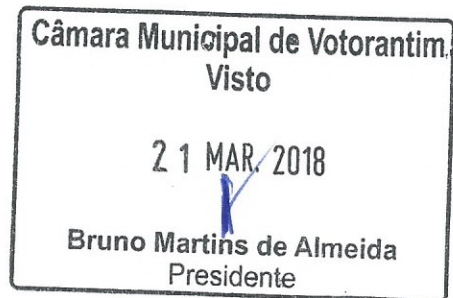 Câmara Municipal de Votorantim
Visto
21 MAR. 2018
Bruno Martins de Almeida
Presidente